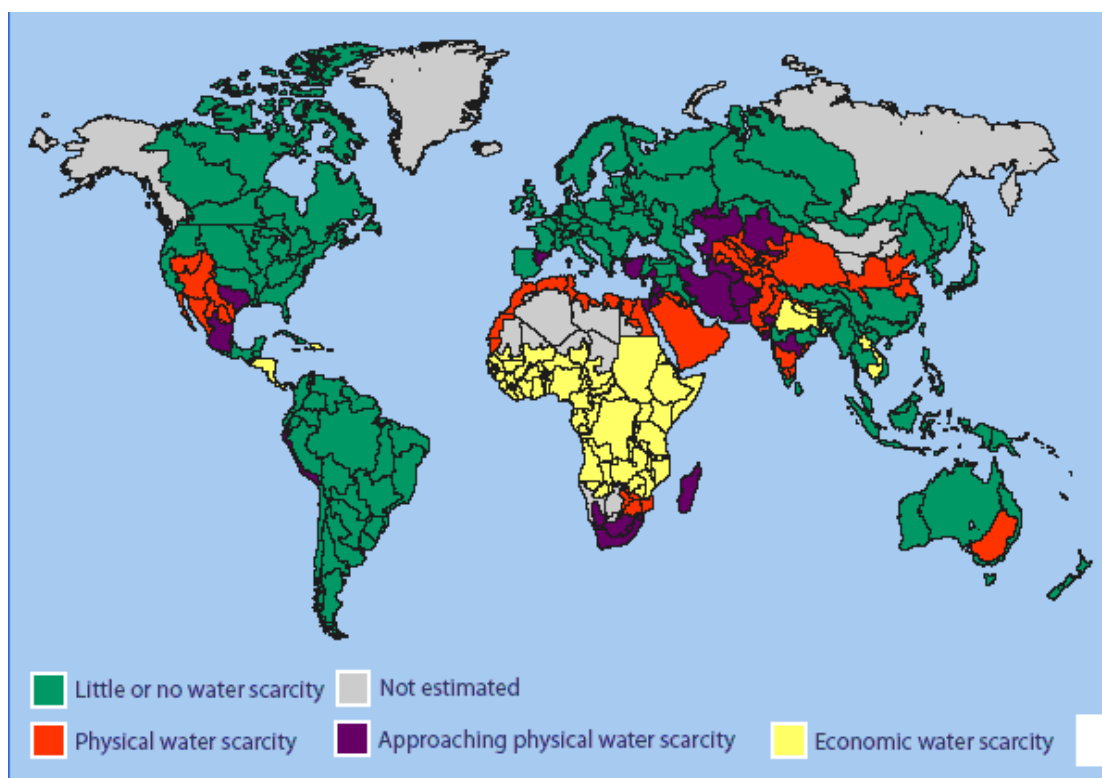 Little or no water scarcity
Not estimated
Physical water scarcity
Approaching physical water scarcity
Economic water scarcity